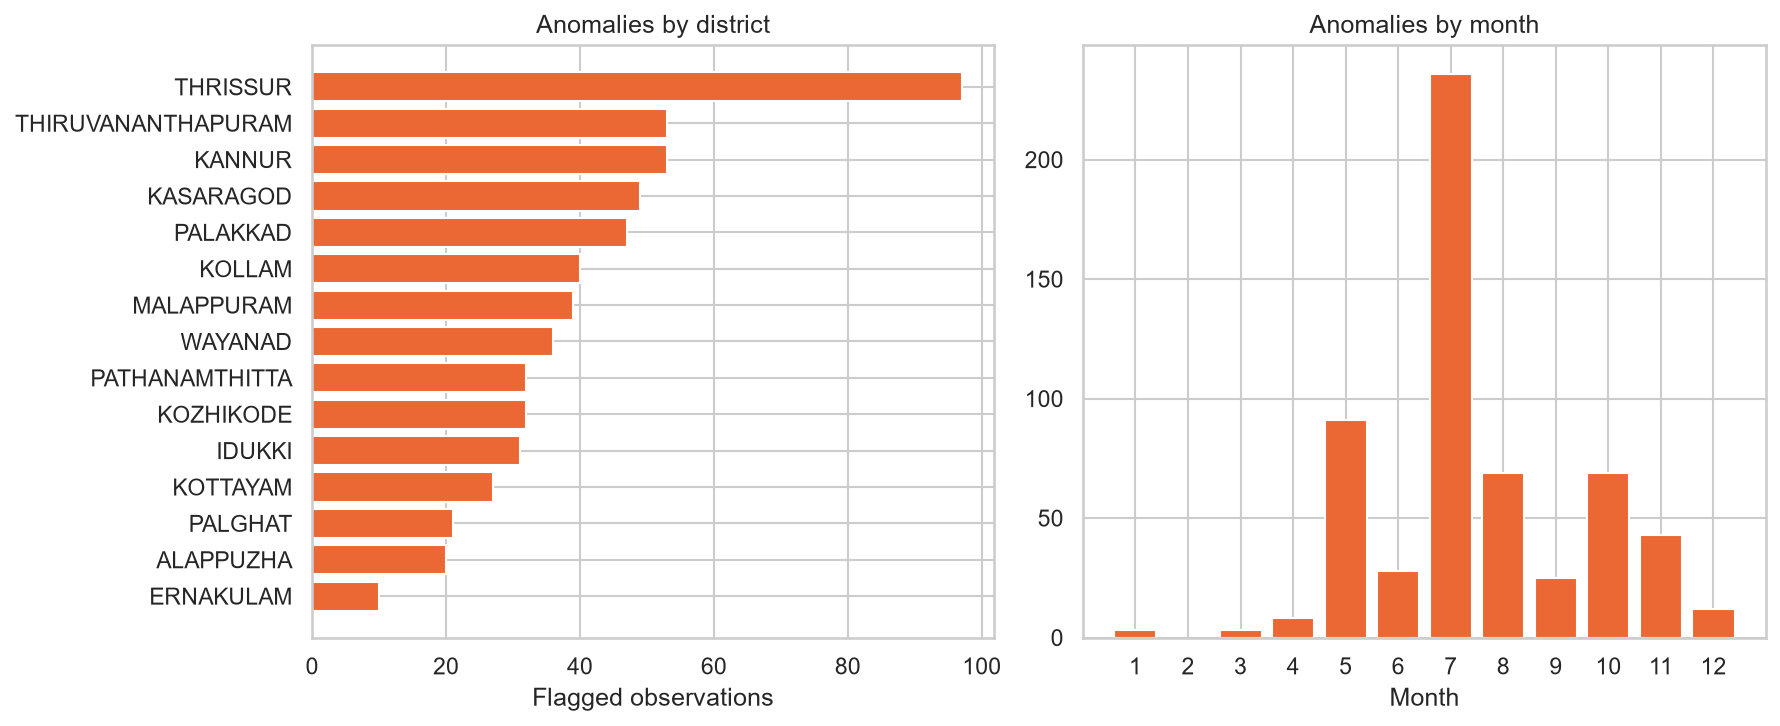 Anomalies by district
THRISSUR
THIRUVANANTHAPURAM
KANNUR
KASARAGOD
PALAKKAD
KOLLAM
MALAPPURAM
WAYANAD
PATHANAMTHITTA
KOZHIKODE
IDUKKI
KOTTAYAM
PALGHAT
ALAPPUZHA
ERNAKULAM
0 20 40 60 80 100
Flagged observations
Anomalies by month
200
150
100
50
0
1 2 3 4 5 6 7 8 9 10 11 12
Month